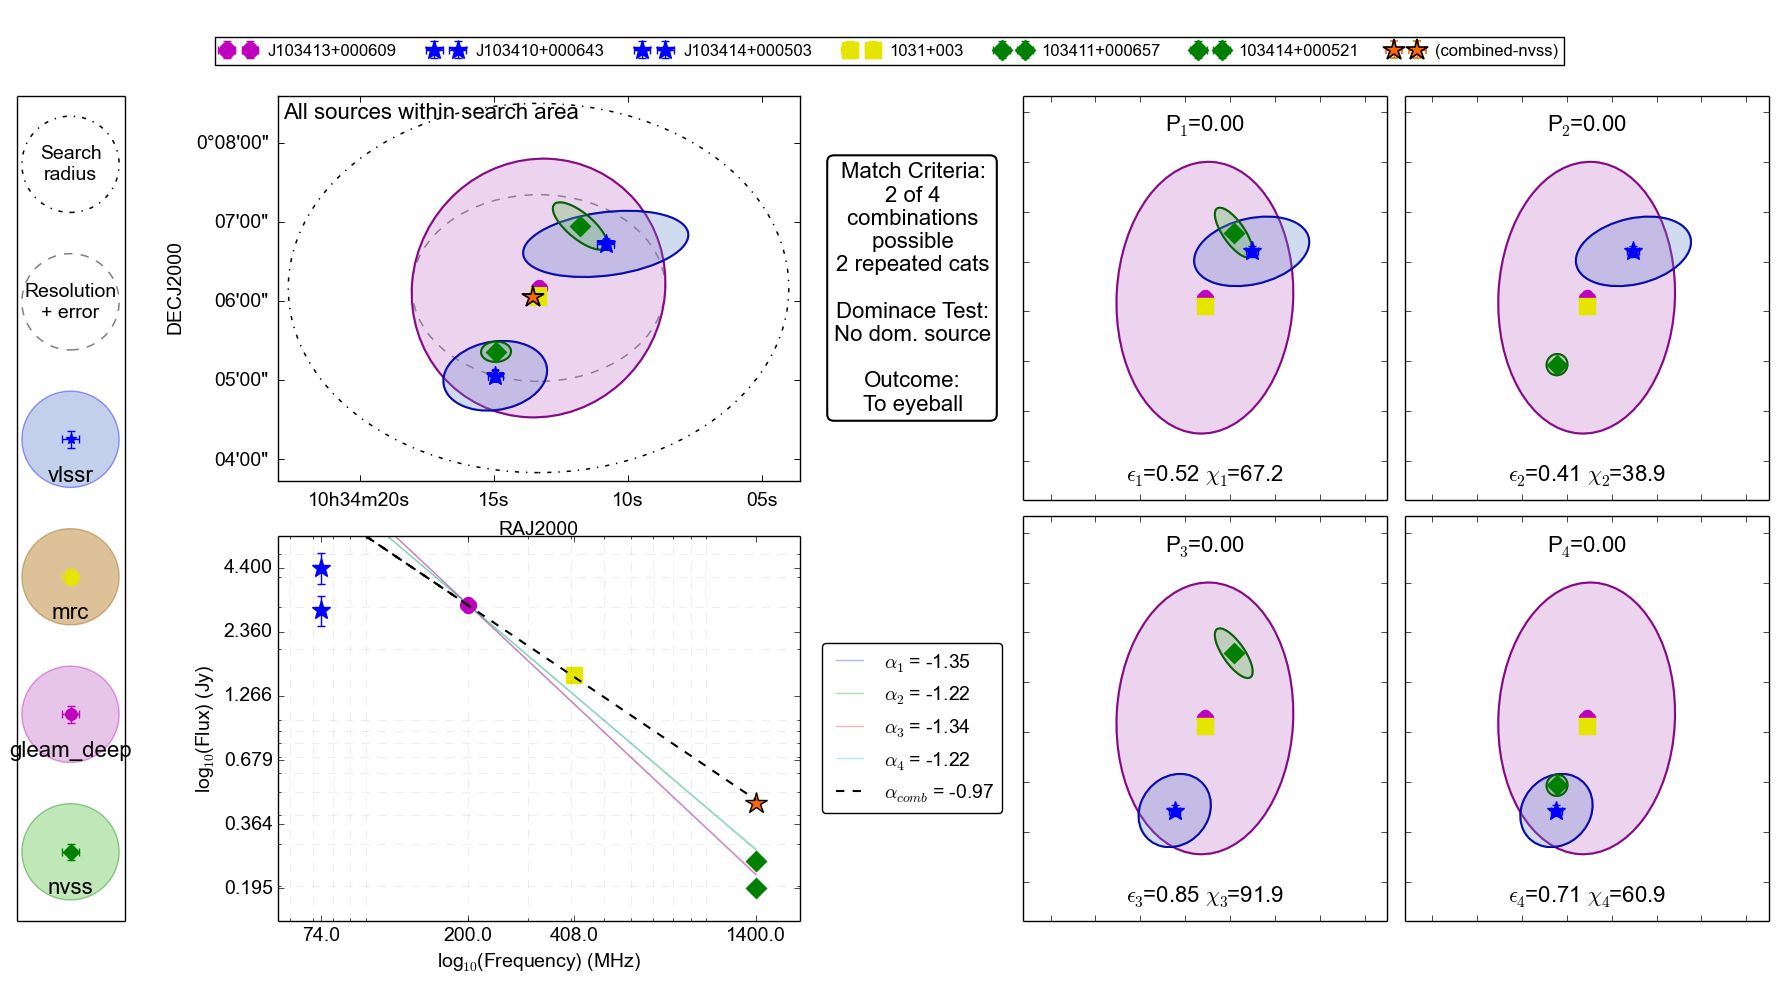 J103413+000609 J103410+000643 J103414+000503 1031+003 103411+000657 103414+000521 (combined-nvss)
Search
radius
Resolution
+ error
vlssr
mrc
gleam_deep
nvss
All sources within search area
DECJ2000
0°08'00"
07'00"
06'00"
05'00"
04'00"
10h34m20s 15s 10s 05s
RAJ2000
Match Criteria:
2 of 4
combinations
possible
2 repeated cats
Dominace Test:
No dom. source
Outcome:
To eyeball
P1=0.00
ϵ1=0.52 χ1=67.2
P2=0.00
ϵ2=0.41 χ2=38.9
log10(Flux) (Jy)
4.400
2.360
1.266
0.679
0.364
0.195
74.0 200.0 408.0 1400.0
log10(Frequency) (MHz)
α1 = -1.35
α2 = -1.22
α3 = -1.34
α4 = -1.22
αcomb = -0.97
P3=0.00
ϵ3=0.85 χ3=91.9
P4=0.00
ϵ4=0.71 χ4=60.9